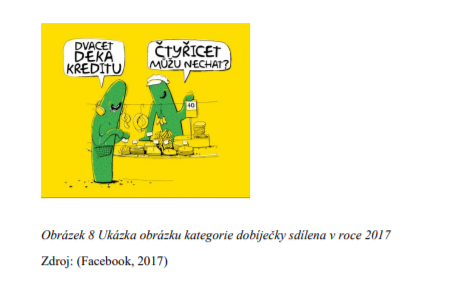 DVACET
DEKA
KREDITU
ČTYŘICET
MŮŽU NECHAT?
40
Obrázek 8 Ukázka obrázku kategorie dobíječky sdílena v roce 2017
Zdroj: (Facebook, 2017)